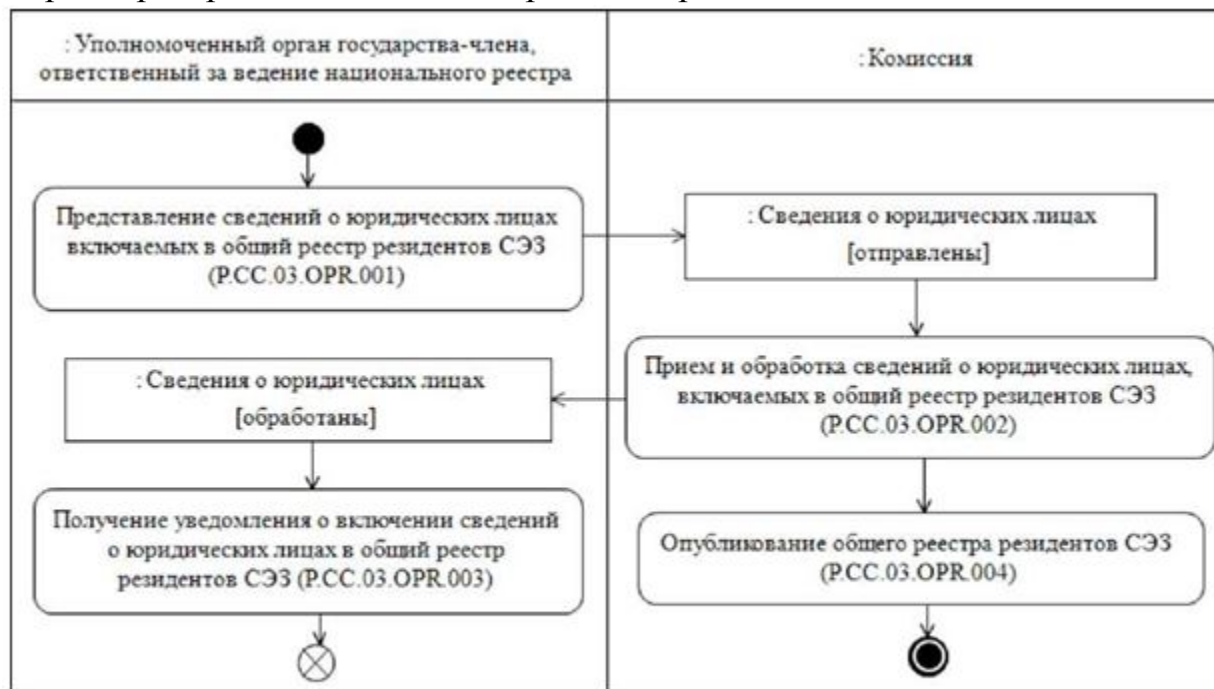 : Уполномоченный орган государства-члена,
ответственный за ведение национального реестра
: Комиссия
Представление сведений о юридических лицах
включаемых в общий реестр резидентов СЭЗ
(P.CC.03.OPR.001)
: Сведения о юридических лицах
[отправлены]
Прием и обработка сведений о юридических лицах,
включаемых в общий реестр резидентов СЭЗ
(P.CC.03.OPR.002)
: Сведения о юридических лицах
[обработаны]
Получение уведомления о включении сведений
о юридических лицах в общий реестр
резидентов СЭЗ (P.CC.03.OPR.003)
Опубликование общего реестра резидентов СЭЗ
(P.CC.03.OPR.004)